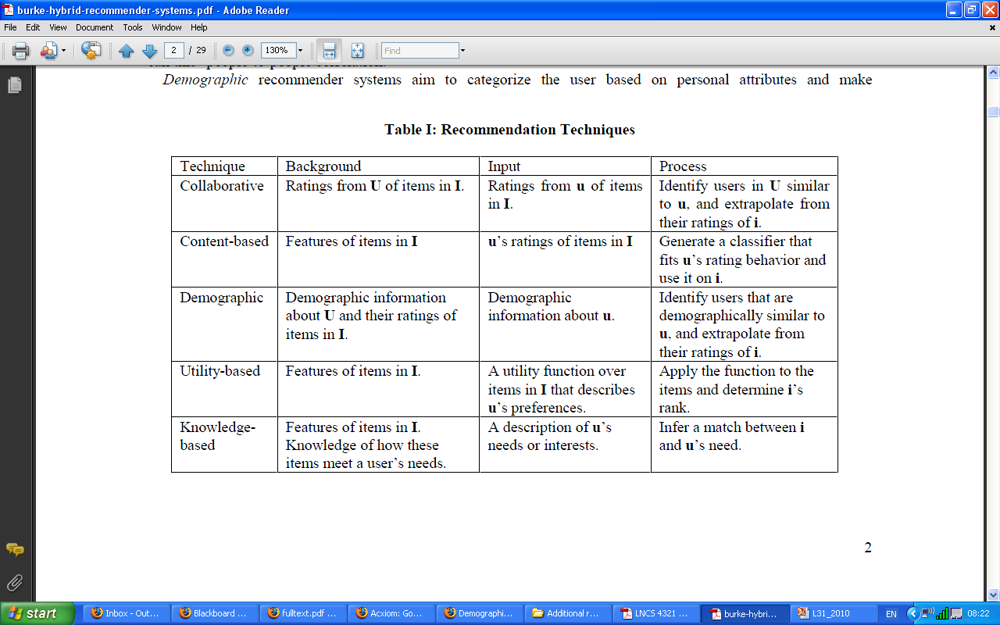 burke-hybrid-recommender-systems.pdf - Adobe Reader
File Edit View Document Tools Window Help
2 / 29 130% Find
Demographic recommender systems aim to categorize the user based on personal attributes and make
Table I: Recommendation Techniques
Technique Background Input Process
Collaborative Ratings from U of items in I. Ratings from u of items Identify users in U similar
in I. to u, and extrapolate from
their ratings of i.
Content-based Features of items in I u's ratings of items in I Generate a classifier that
fits u's rating behavior and
use it on i.
Demographic Demographic information Demographic Identify users that are
about U and their ratings of information about u. demographically similar to
items in I. u, and extrapolate from
their ratings of i.
Utility-based Features of items in I. A utility function over Apply the function to the
items in I that describes items and determine i's
u's preferences. rank.
Knowledge- Features of items in I. A description of u's Infer a match between i
based Knowledge of how these needs or interests. and u's need.
items meet a user's needs.
2
start Inbox - Out... Blackboard ... fulltext.pdf ... Acxiom: Go... Demographi... Additional r... LNCS 4321 ... burke-hybri... L31_2010 EN 08:22